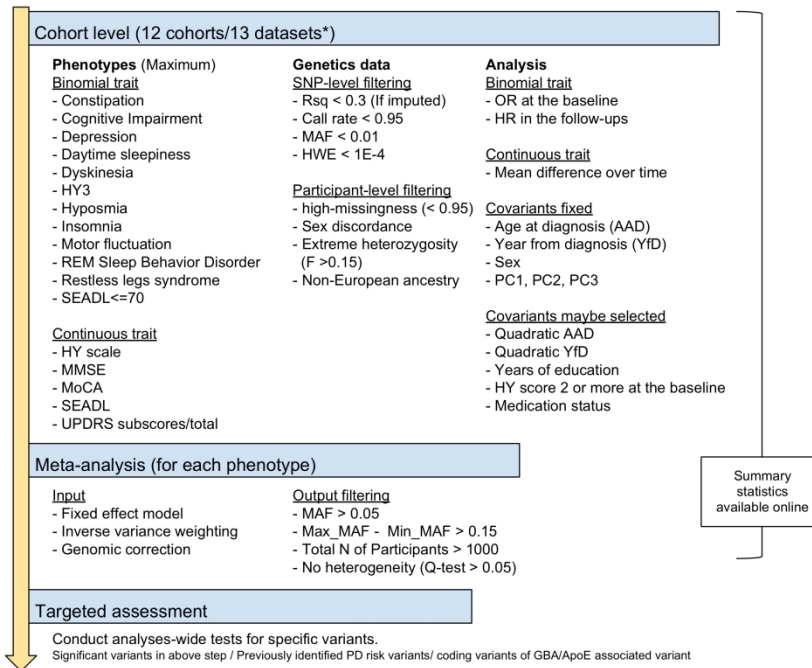 Cohort level (12 cohorts/13 datasets*)
Phenotypes (Maximum)
Binomial trait
- Constipation
- Cognitive Impairment
- Depression
- Daytime sleepiness
- Dyskinesia
- HY3
- Hyposmia
- Insomnia
- Motor fluctuation
- REM Sleep Behavior Disorder
- Restless legs syndrome
- SEADL<=70
Continuous trait
- HY scale
- MMSE
- MoCA
- SEADL
- UPDRS subscores/total
Genetics data
SNP-level filtering
- Rsq < 0.3 (If imputed)
- Call rate < 0.95
- MAF < 0.01
- HWE < 1E-4
Participant-level filtering
- high-missingness (< 0.95)
- Sex discordance
- Extreme heterozygosity
(F >0.15)
- Non-European ancestry
Analysis
Binomial trait
- OR at the baseline
- HR in the follow-ups
Continuous trait
- Mean difference over time
Covariants fixed
- Age at diagnosis (AAD)
- Year from diagnosis (YfD)
- Sex
- PC1, PC2, PC3
Covariants maybe selected
- Quadratic AAD
- Quadratic YfD
- Years of education
- HY score 2 or more at the baseline
- Medication status
Meta-analysis (for each phenotype)
Input
- Fixed effect model
- Inverse variance weighting
- Genomic correction
Output filtering
- MAF > 0.05
- Max_MAF - Min_MAF > 0.15
- Total N of Participants > 1000
- No heterogeneity (Q-test > 0.05)
Summary
statistics
available online
Targeted assessment
Conduct analyses-wide tests for specific variants.
Significant variants in above step / Previously identified PD risk variants/ coding variants of GBA/ApoE associated variant